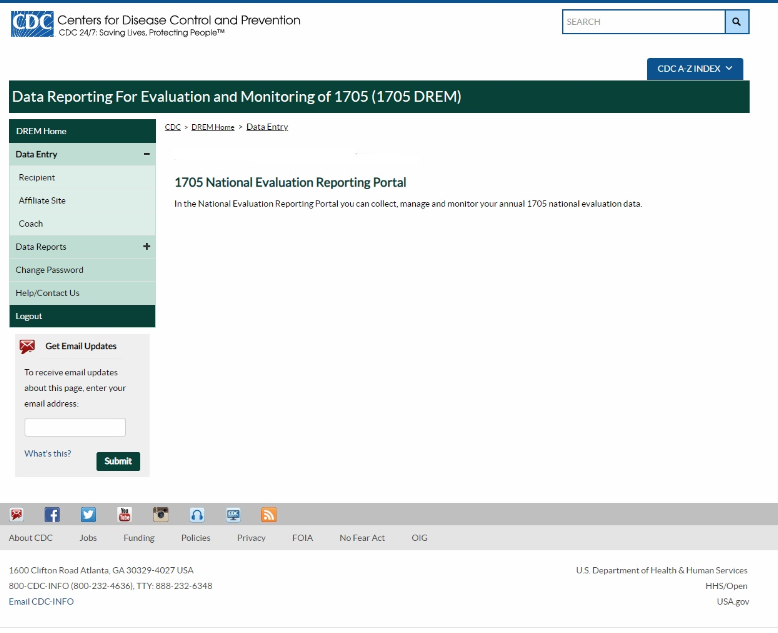 CDC
Centers for Disease Control and Prevention
CDC 24/7: Saving Lives, Protecting People™
SEARCH
CDC A-Z INDEX
Data Reporting For Evaluation and Monitoring of 1705 (1705 DREM)
DREM Home
Data Entry −
Recipient
Affiliate Site
Coach
Data Reports +
Change Password
Help/Contact Us
Logout
CDC > DREM Home > Data Entry
1705 National Evaluation Reporting Portal
In the National Evaluation Reporting Portal you can collect, manage and monitor your annual 1705 national evaluation data.
Get Email Updates
To receive email updates
about this page, enter your
email address:
What's this?
Submit
You Tube
CDC
About CDC Jobs Funding Policies Privacy FOIA No Fear Act OIG
1600 Clifton Road Atlanta, GA 30329-4027 USA
800-CDC-INFO (800-232-4636), TTY: 888-232-6348
Email CDC-INFO
U.S. Department of Health & Human Services
HHS/Open
USA.gov